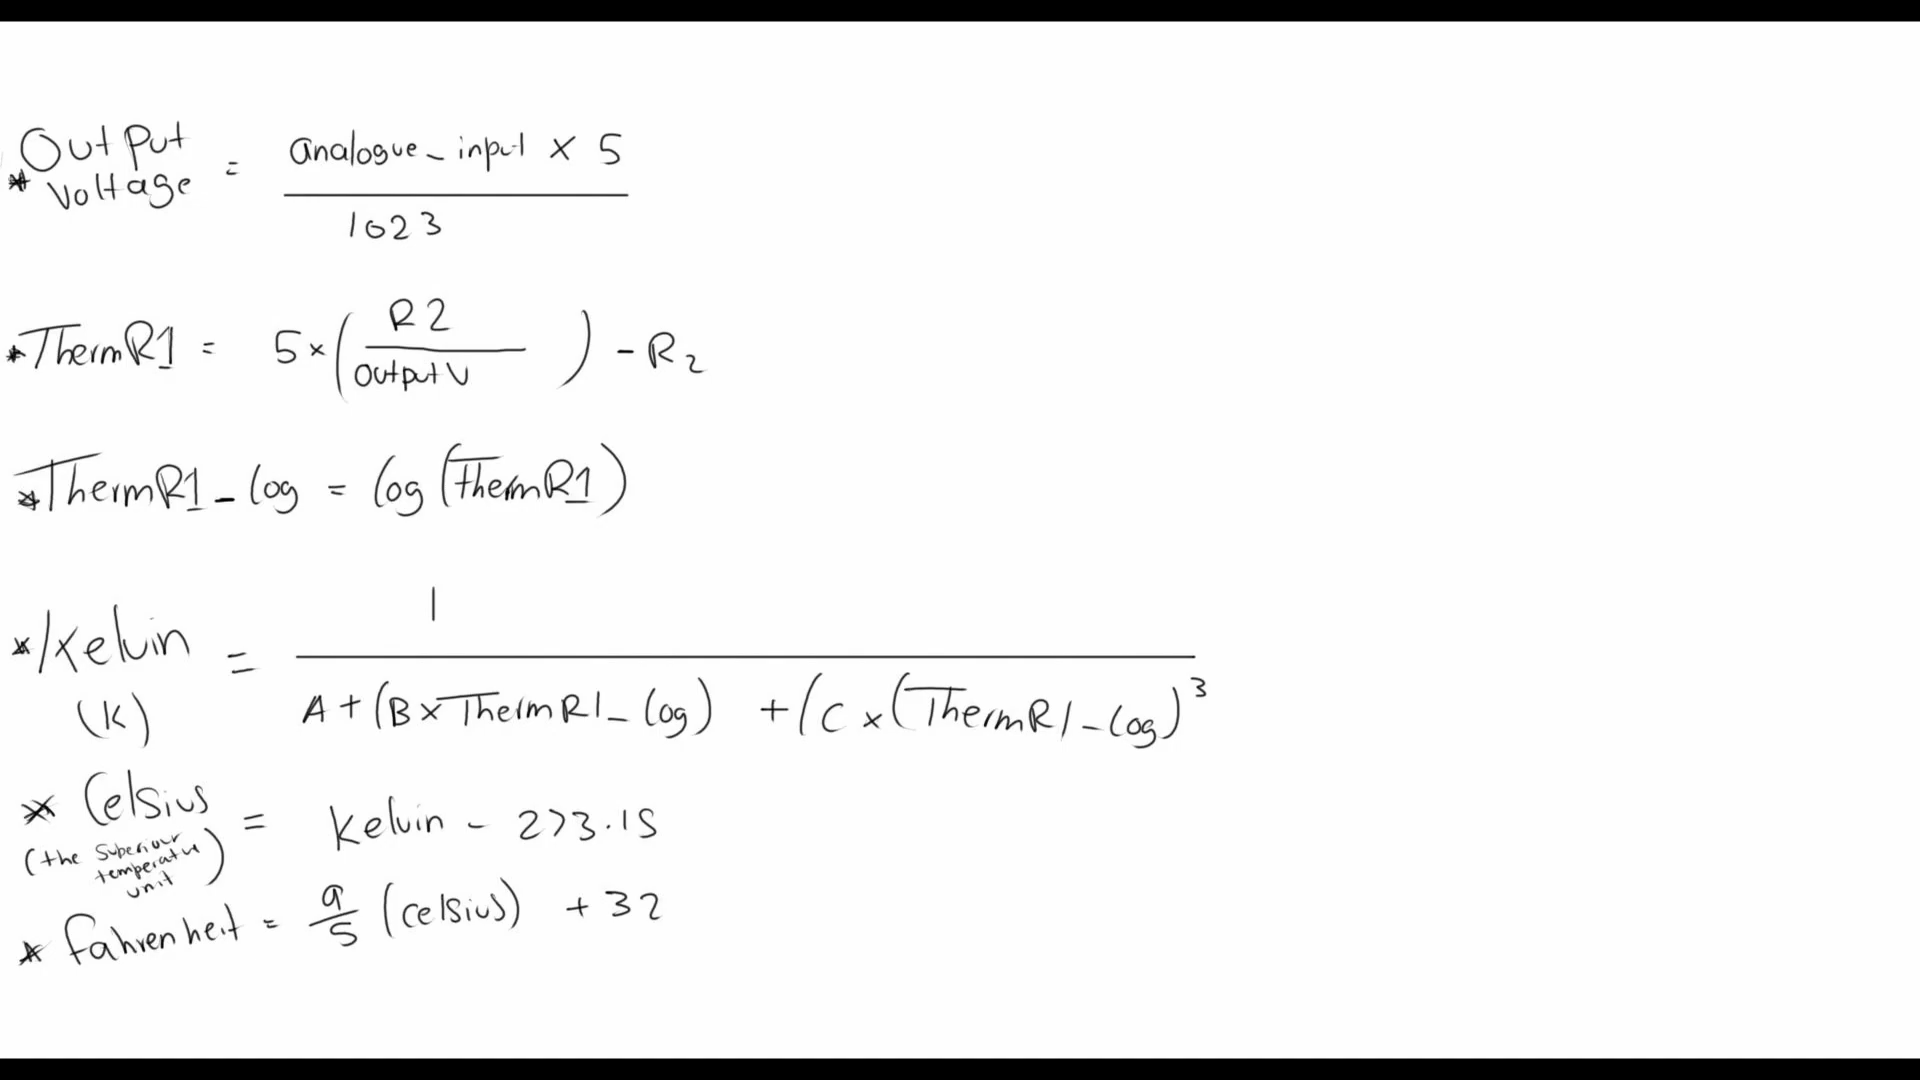 * Output Voltage = analogue_input × 5 / 1023
* ThermR1 = 5 × ( R2 / OutputV ) - R2
* ThermR1_log = log (ThermR1)
* Kelvin (K) = 1 / A + (B × ThermR1_log) + (C × (ThermR1_log)³
* Celsius = Kelvin - 273.15
(the Superiour temperature unit)
* Fahrenheit = 9/5 (Celsius) + 32